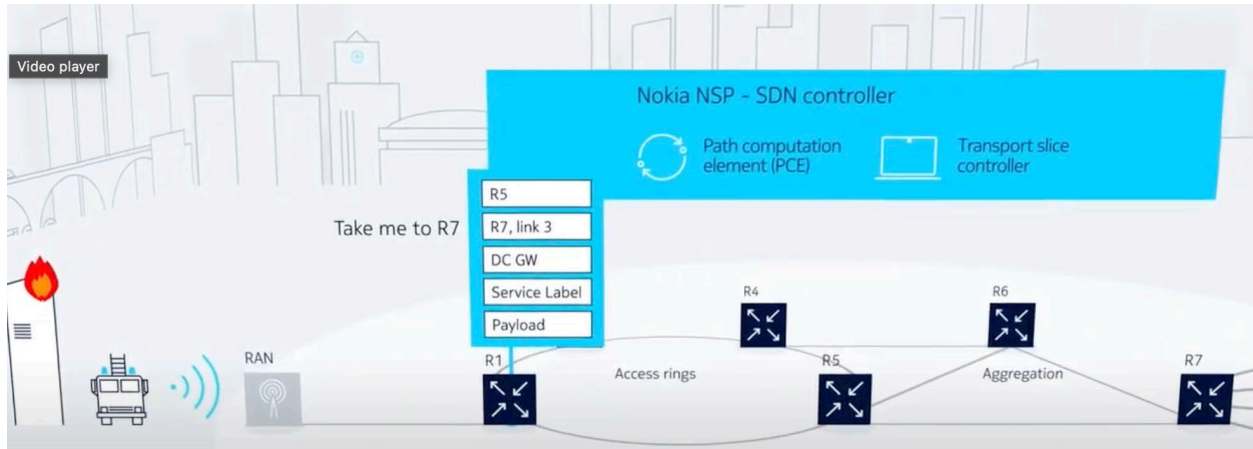 Video player
Nokia NSP - SDN controller
Path computation
element (PCE)
Transport slice
controller
Take me to R7
R5
R7, link 3
DC GW
Service Label
Payload
R4
R6
RAN
R1
Access rings
R5
Aggregation
R7